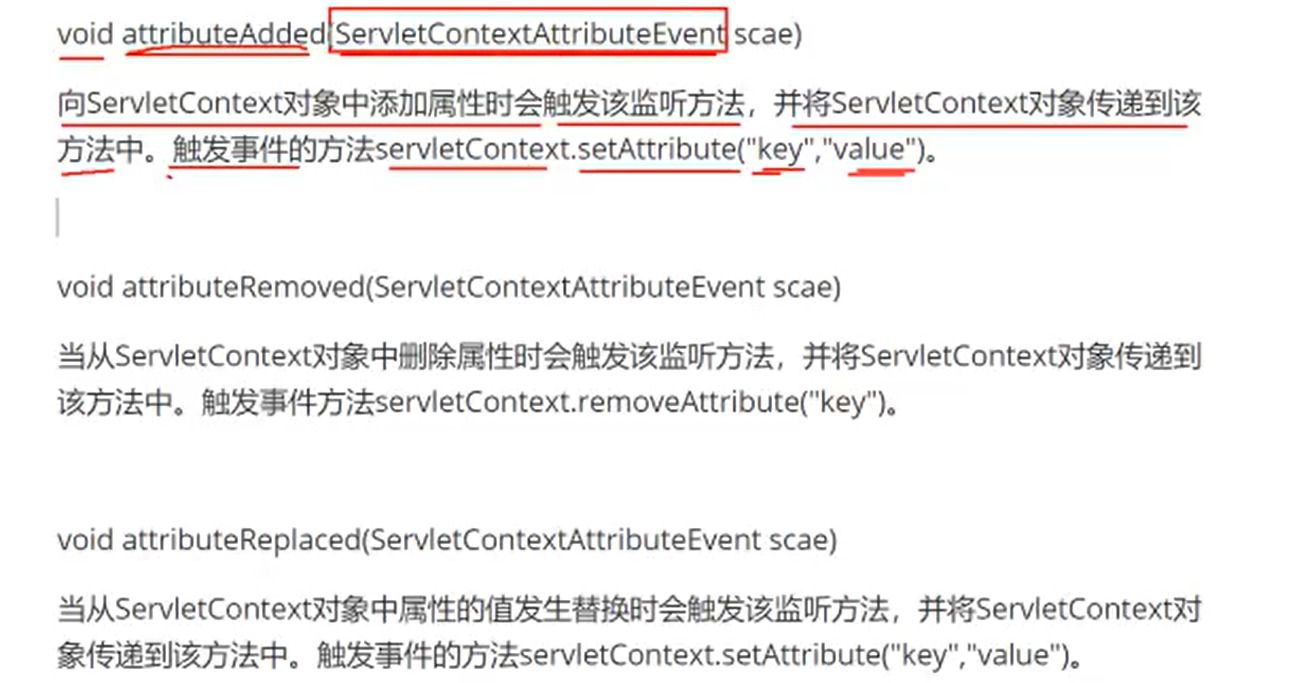 void attributeAdded(ServletContextAttributeEvent scae)
向ServletContext对象中添加属性时会触发该监听方法，并将ServletContext对象传递到该
方法中。触发事件的方法servletContext.setAttribute("key","value")。
void attributeRemoved(ServletContextAttributeEvent scae)
当从ServletContext对象中删除属性时会触发该监听方法，并将ServletContext对象传递到
该方法中。触发事件方法servletContext.removeAttribute("key")。
void attributeReplaced(ServletContextAttributeEvent scae)
当从ServletContext对象中属性的值发生替换时会触发该监听方法，并将ServletContext对
象传递到该方法中。触发事件的方法servletContext.setAttribute("key","value")。